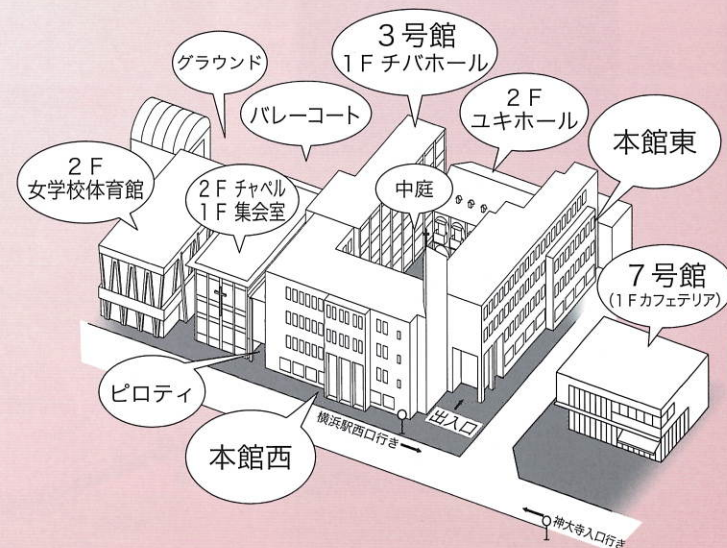 3号館
1F チバホール
グラウンド
バレーコート
2F
ユキホール
本館東
2F
女学校体育館
2F チャペル
1F 集会室
中庭
7号館
(1Fカフェテリア)
ピロティ
本館西
横浜駅西口行き
出入口
神大寺入口行き